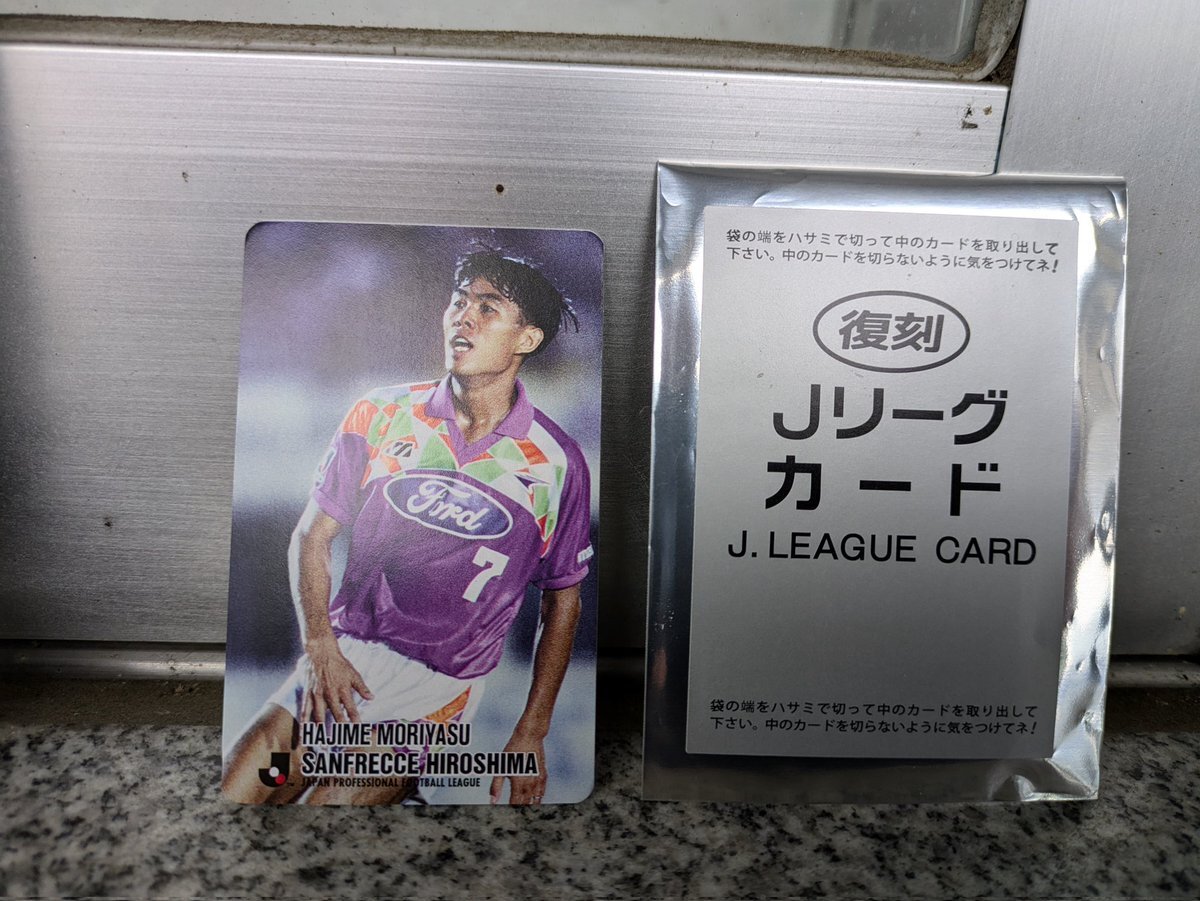 Ford
7
HAJIME MORIYASU
SANFRECCE HIROSHIMA
JAPAN PROFESSIONAL FOOTBALL LEAGUE
袋の端をハサミで切って中のカードを取り出して
下さい。中のカードを切らないように気をつけてネ!
復刻
Jリーグ
カード
J. LEAGUE CARD
袋の端をハサミで切って中のカードを取り出して
下さい。中のカードを切らないように気をつけてネ!